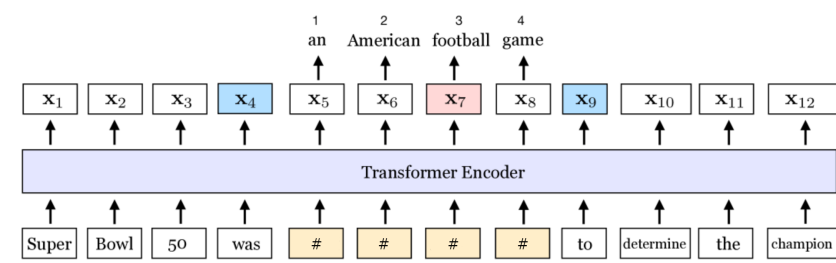 1 2 3 4
an American football game
x1 x2 x3 x4 x5 x6 x7 x8 x9 x10 x11 x12
Transformer Encoder
Super Bowl 50 was # # # # to determine the champion